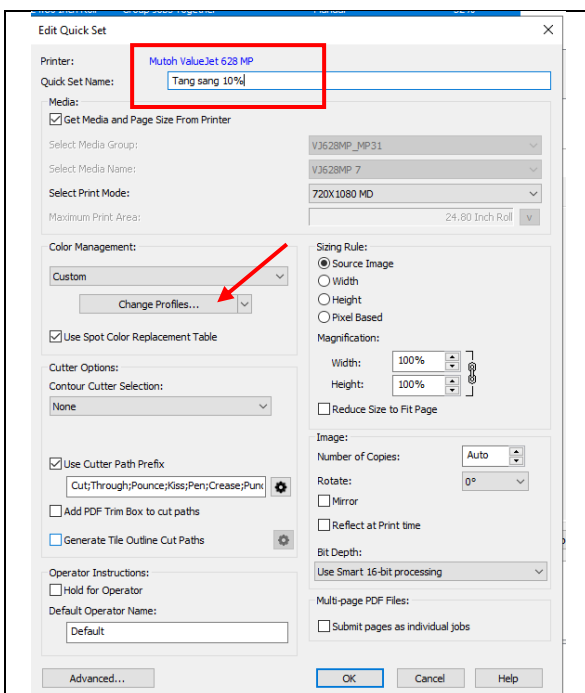 Edit Quick Set
Printer: Mutoh ValueJet 628 MP
Quick Set Name: Tang sang 10%
Media:
Get Media and Page Size From Printer
Select Media Group: VJ628MP_MP31
Select Media Name: VJ628MP 7
Select Print Mode: 720X1080 MD
Maximum Print Area: 24.80 Inch Roll v
Color Management:
Custom
Change Profiles...
Use Spot Color Replacement Table
Cutter Options:
Contour Cutter Selection:
None
Use Cutter Path Prefix
Cut;Through;Pounce;Kiss;Pen;Crease;
Add PDF Trim Box to cut paths
Generate Tile Outline Cut Paths
Operator Instructions:
Hold for Operator
Default Operator Name:
Default
Sizing Rule:
Source Image
Width
Height
Pixel Based
Magnification:
Width: 100%
Height: 100%
Reduce Size to Fit Page
Image:
Number of Copies: Auto
Rotate: 0°
Mirror
Reflect at Print time
Bit Depth:
Use Smart 16-bit processing
Multi-page PDF Files:
Submit pages as individual jobs
Advanced... OK Cancel Help